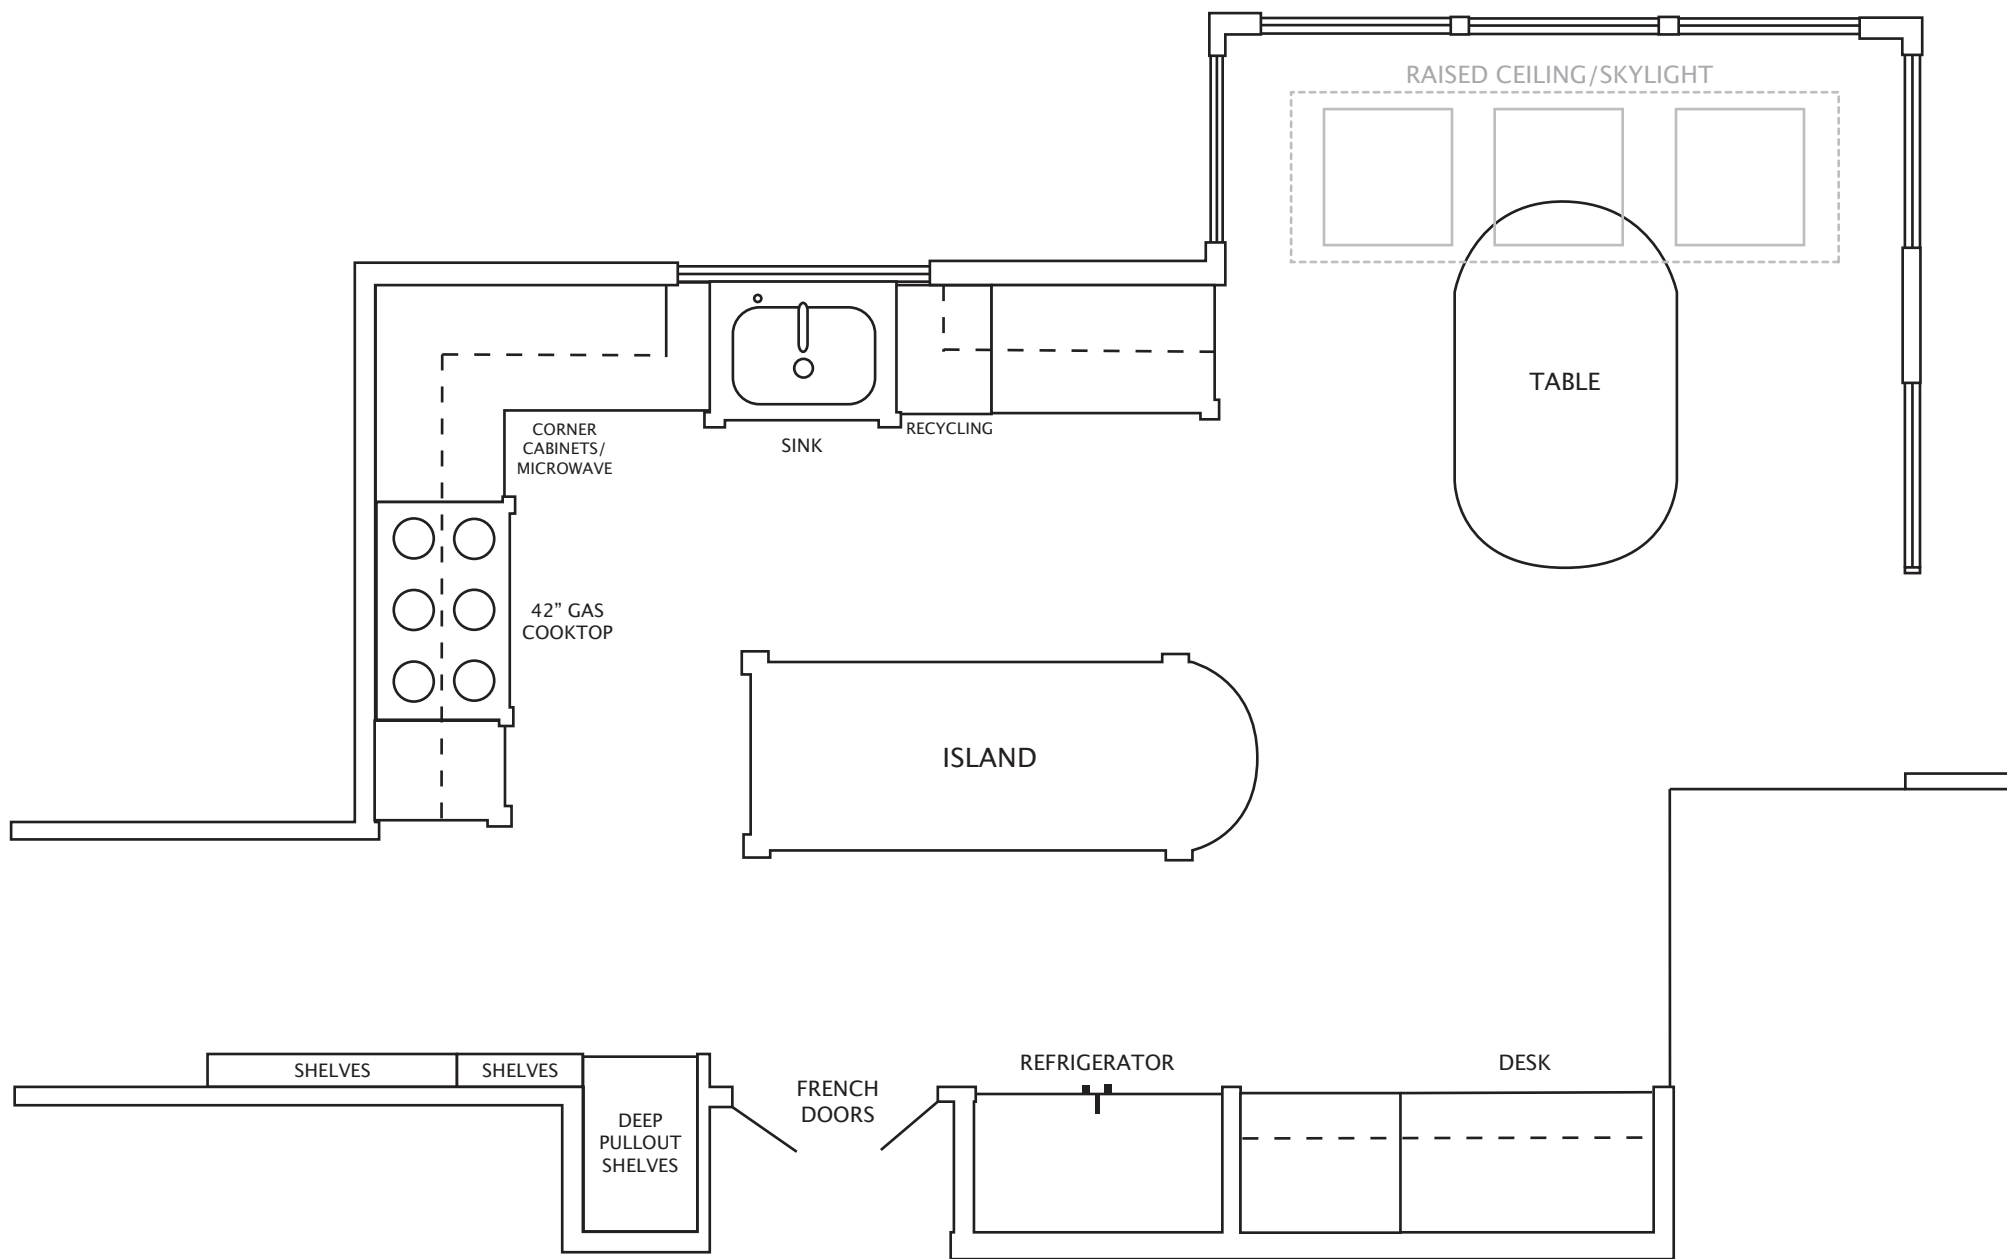 RAISED CEILING/SKYLIGHT
TABLE
CORNER
CABINETS/
MICROWAVE
SINK
RECYCLING
42” GAS
COOKTOP
ISLAND
SHELVES
SHELVES
DEEP
PULLOUT
SHELVES
FRENCH
DOORS
REFRIGERATOR
DESK